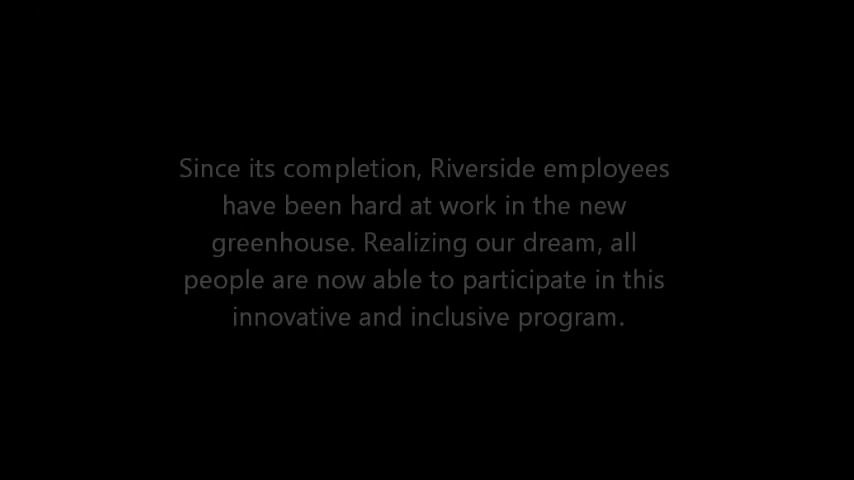 Since its completion, Riverside employees
have been hard at work in the new
greenhouse. Realizing our dream, all
people are now able to participate in this
innovative and inclusive program.